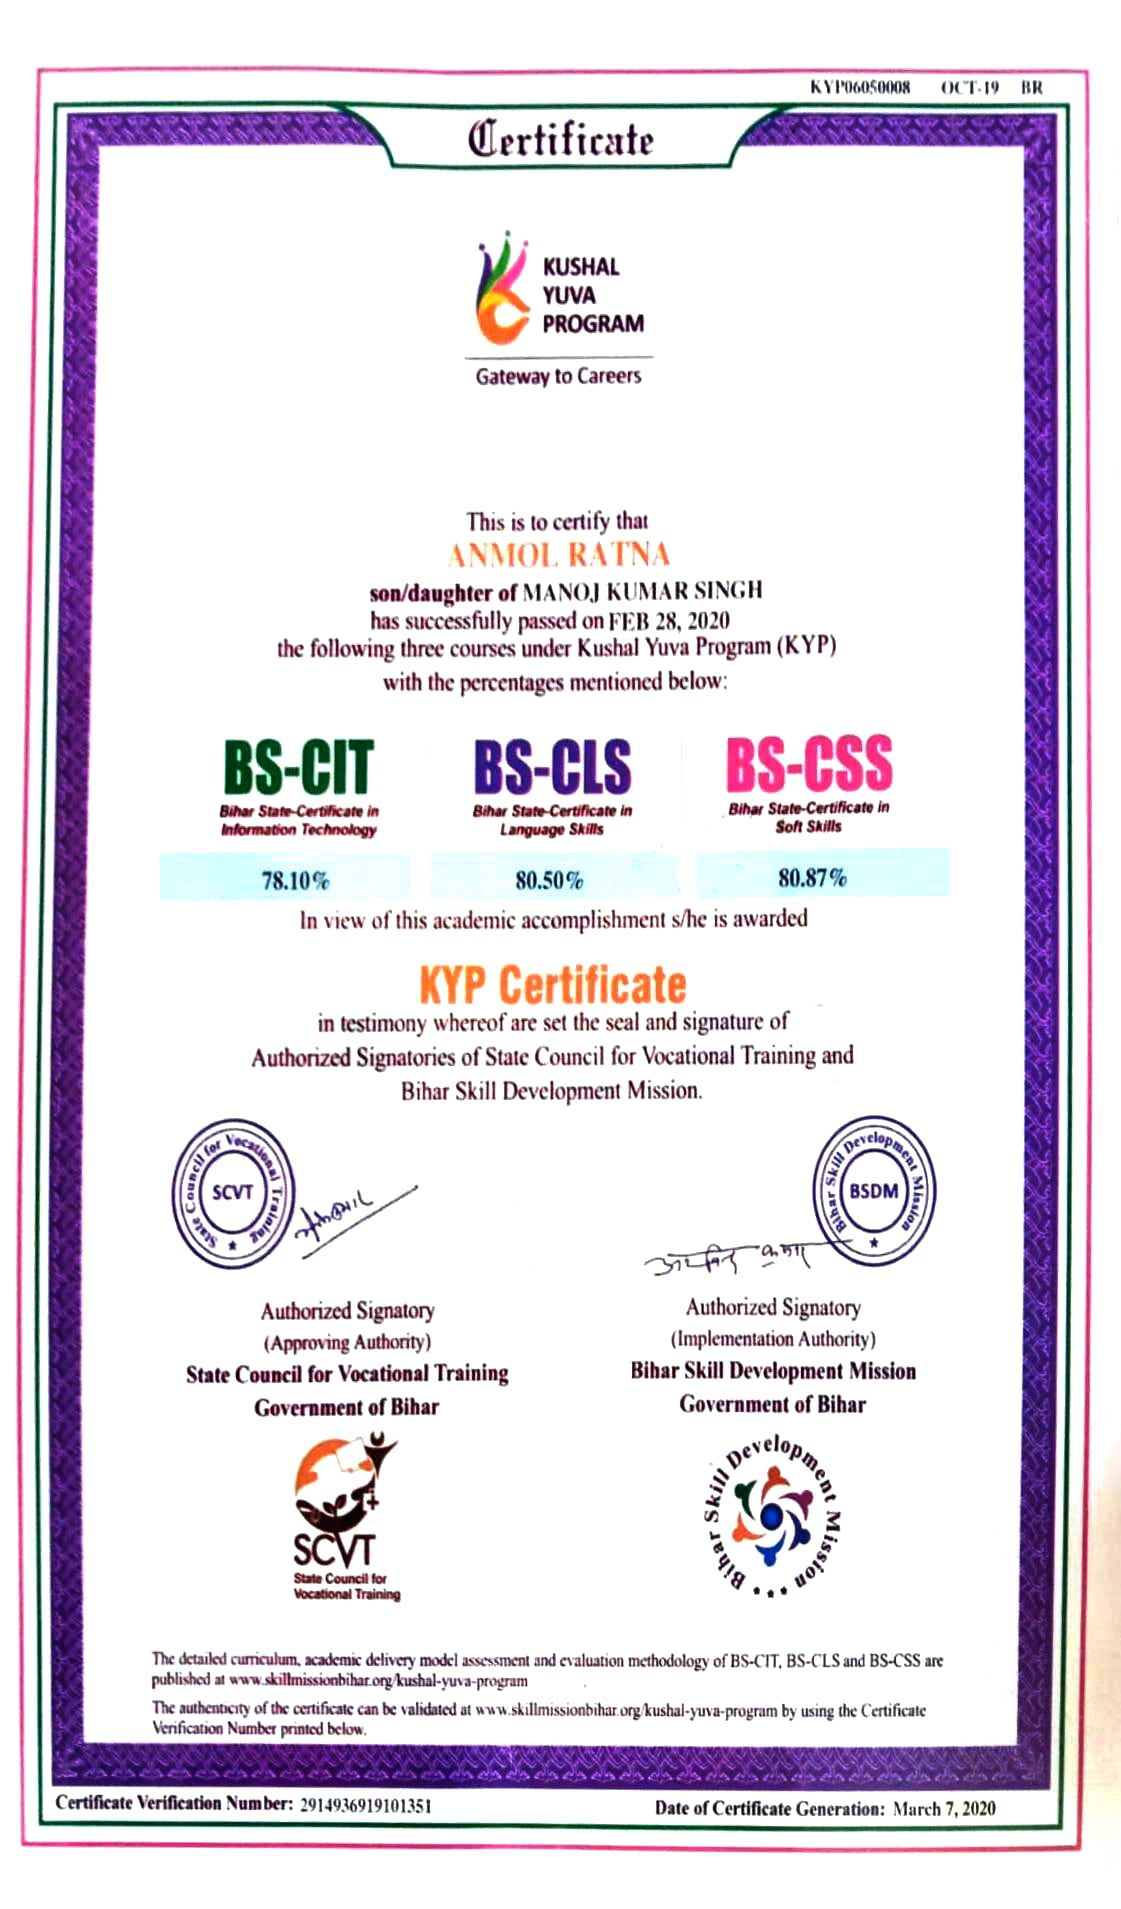 KYP06050008 OCT-19 BR
Certificate
KUSHAL
YUVA
PROGRAM
Gateway to Careers
This is to certify that
ANMOL RATNA
son/daughter of MANOJ KUMAR SINGH
has successfully passed on FEB 28, 2020
the following three courses under Kushal Yuva Program (KYP)
with the percentages mentioned below:
BS-CIT BS-CLS BS-CSS
Bihar State-Certificate in Bihar State-Certificate in Bihar State-Certificate in
Information Technology Language Skills Soft Skills
78.10% 80.50% 80.87%
In view of this academic accomplishment s/he is awarded
KYP Certificate
in testimony whereof are set the seal and signature of
Authorized Signatories of State Council for Vocational Training and
Bihar Skill Development Mission.
State Council for Vocational Training
SCVT
Bihar Skill Development Mission
BSDM
Authorized Signatory
(Approving Authority)
State Council for Vocational Training
Government of Bihar
Authorized Signatory
(Implementation Authority)
Bihar Skill Development Mission
Government of Bihar
SCVT
State Council for
Vocational Training
Bihar Skill Development Mission
The detailed curriculum, academic delivery model assessment and evaluation methodology of BS-CIT, BS-CLS and BS-CSS are
published at www.skillmissionbihar.org/kushal-yuva-program
The authenticity of the certificate can be validated at www.skillmissionbihar.org/kushal-yuva-program by using the Certificate
Verification Number printed below.
Certificate Verification Number: 2914936919101351
Date of Certificate Generation: March 7, 2020